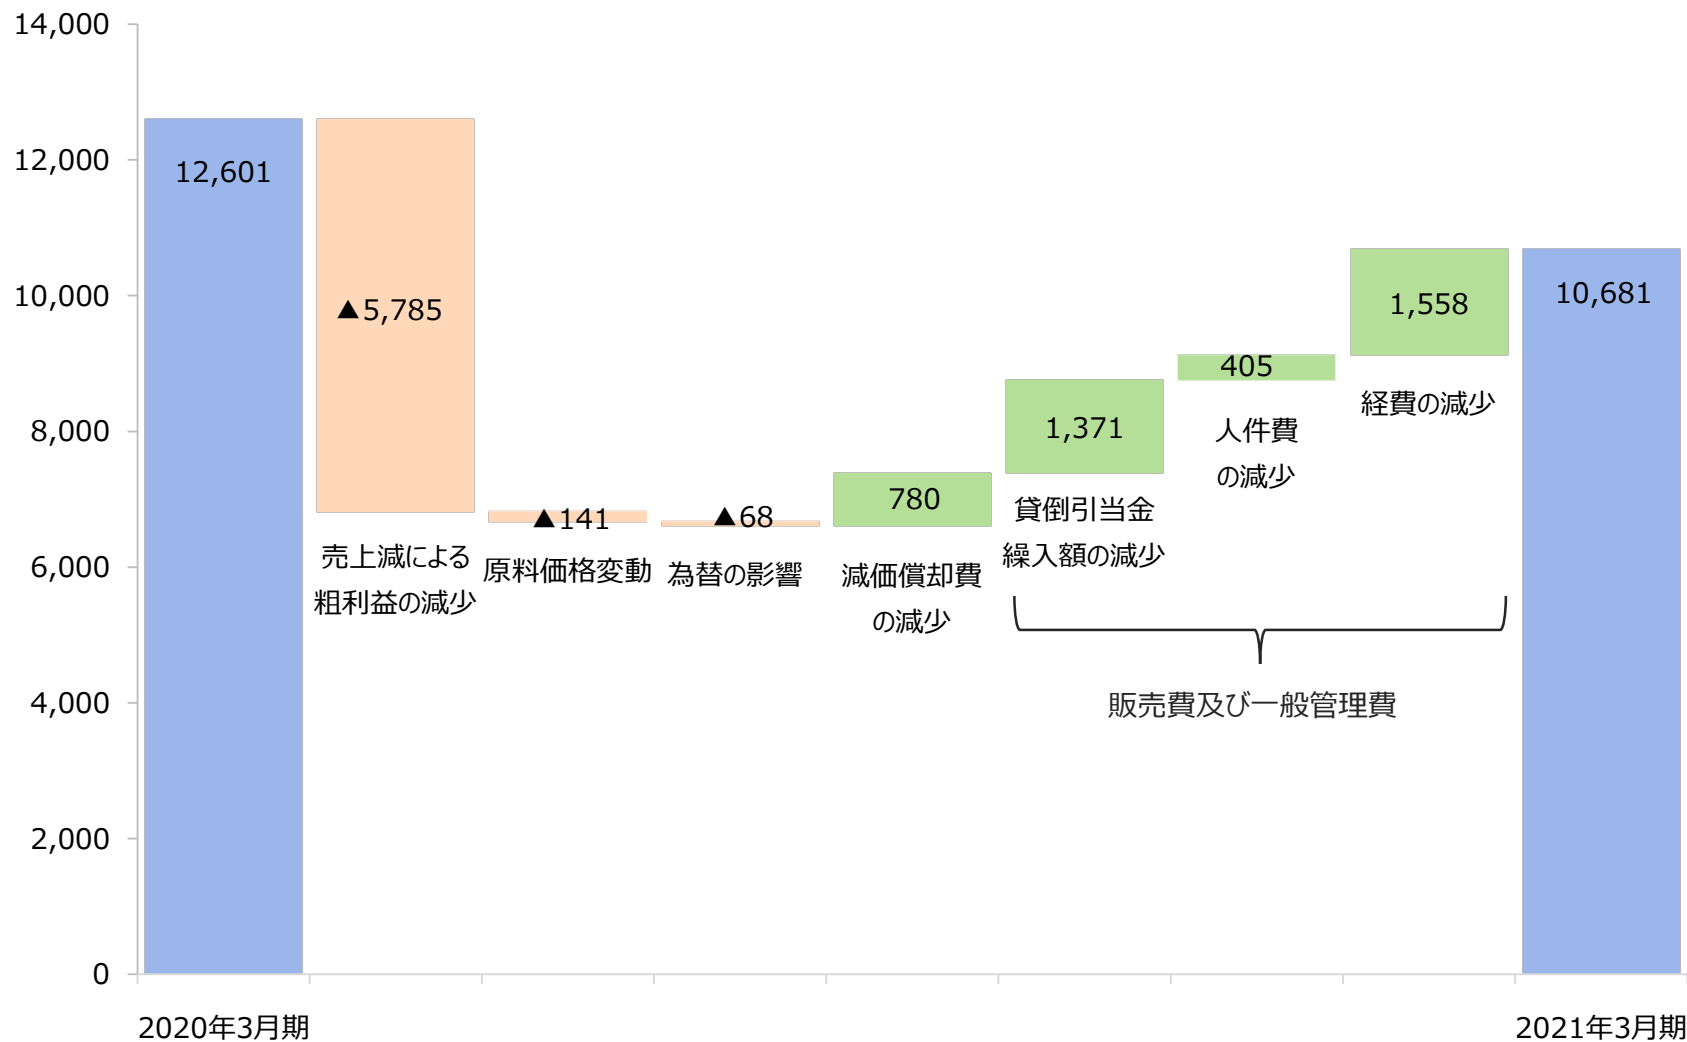 14,000
12,000
10,000
8,000
6,000
4,000
2,000
0
12,601
▲5,785
売上減による
粗利益の減少
▲141
原料価格変動
▲68
為替の影響
780
減価償却費
の減少
1,371
貸倒引当金
繰入額の減少
405
人件費
の減少
1,558
経費の減少
販売費及び一般管理費
10,681
2020年3月期
2021年3月期